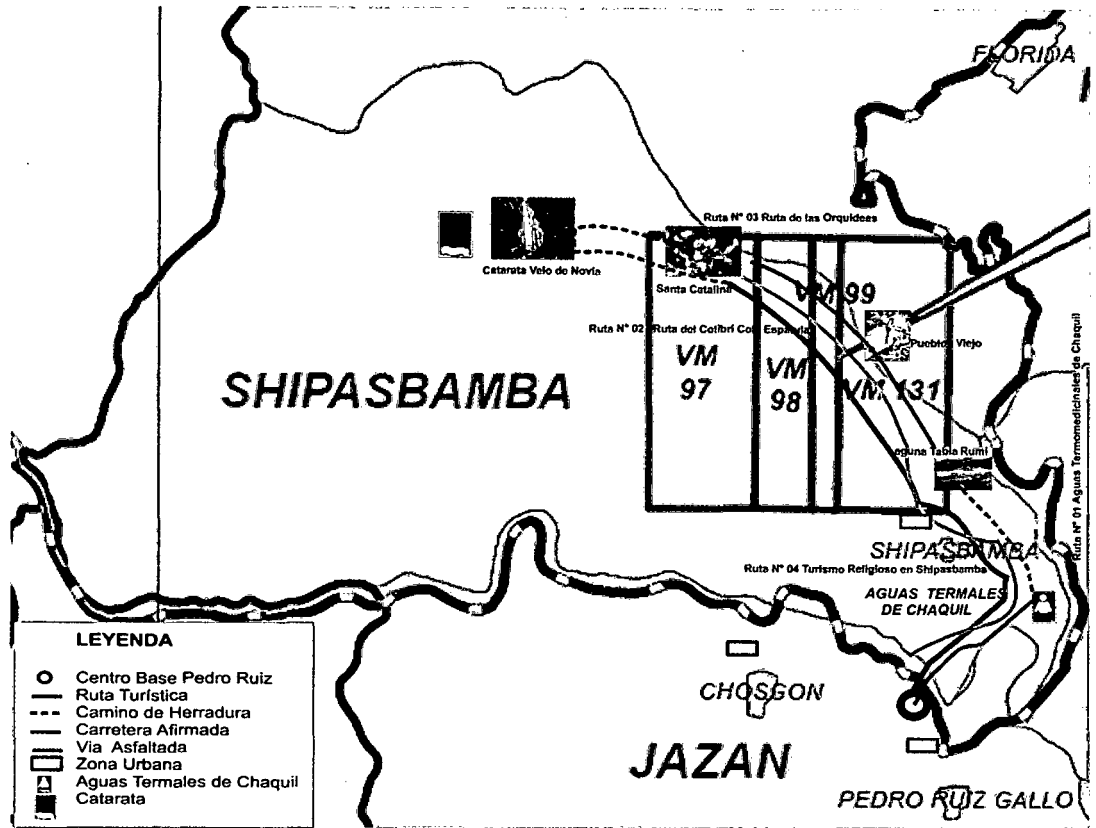 FLORIDA
Ruta N° 03 Ruta de las Orquideas
Catarata Velo de Novia
Santa Catalina
VM 99
Ruta N° 02 Ruta del Colibri Cola Espatula
Pueblos Viejo
VM
97
VM
98
VM 131
SHIPASBAMBA
aguna Tabla Rumi
Ruta N° 01 Aguas Termomedicinales de Chaquil
SHIPASBAMBA
Ruta N° 04 Turismo Religioso en Shipasbamba
AGUAS TERMALES
DE CHAQUIL
CHOSGON
JAZAN
PEDRO RUIZ GALLO
LEYENDA
Centro Base Pedro Ruiz
Ruta Turística
Camino de Herradura
Carretera Afirmada
Via Asfaltada
Zona Urbana
Aguas Termales de Chaquil
Catarata